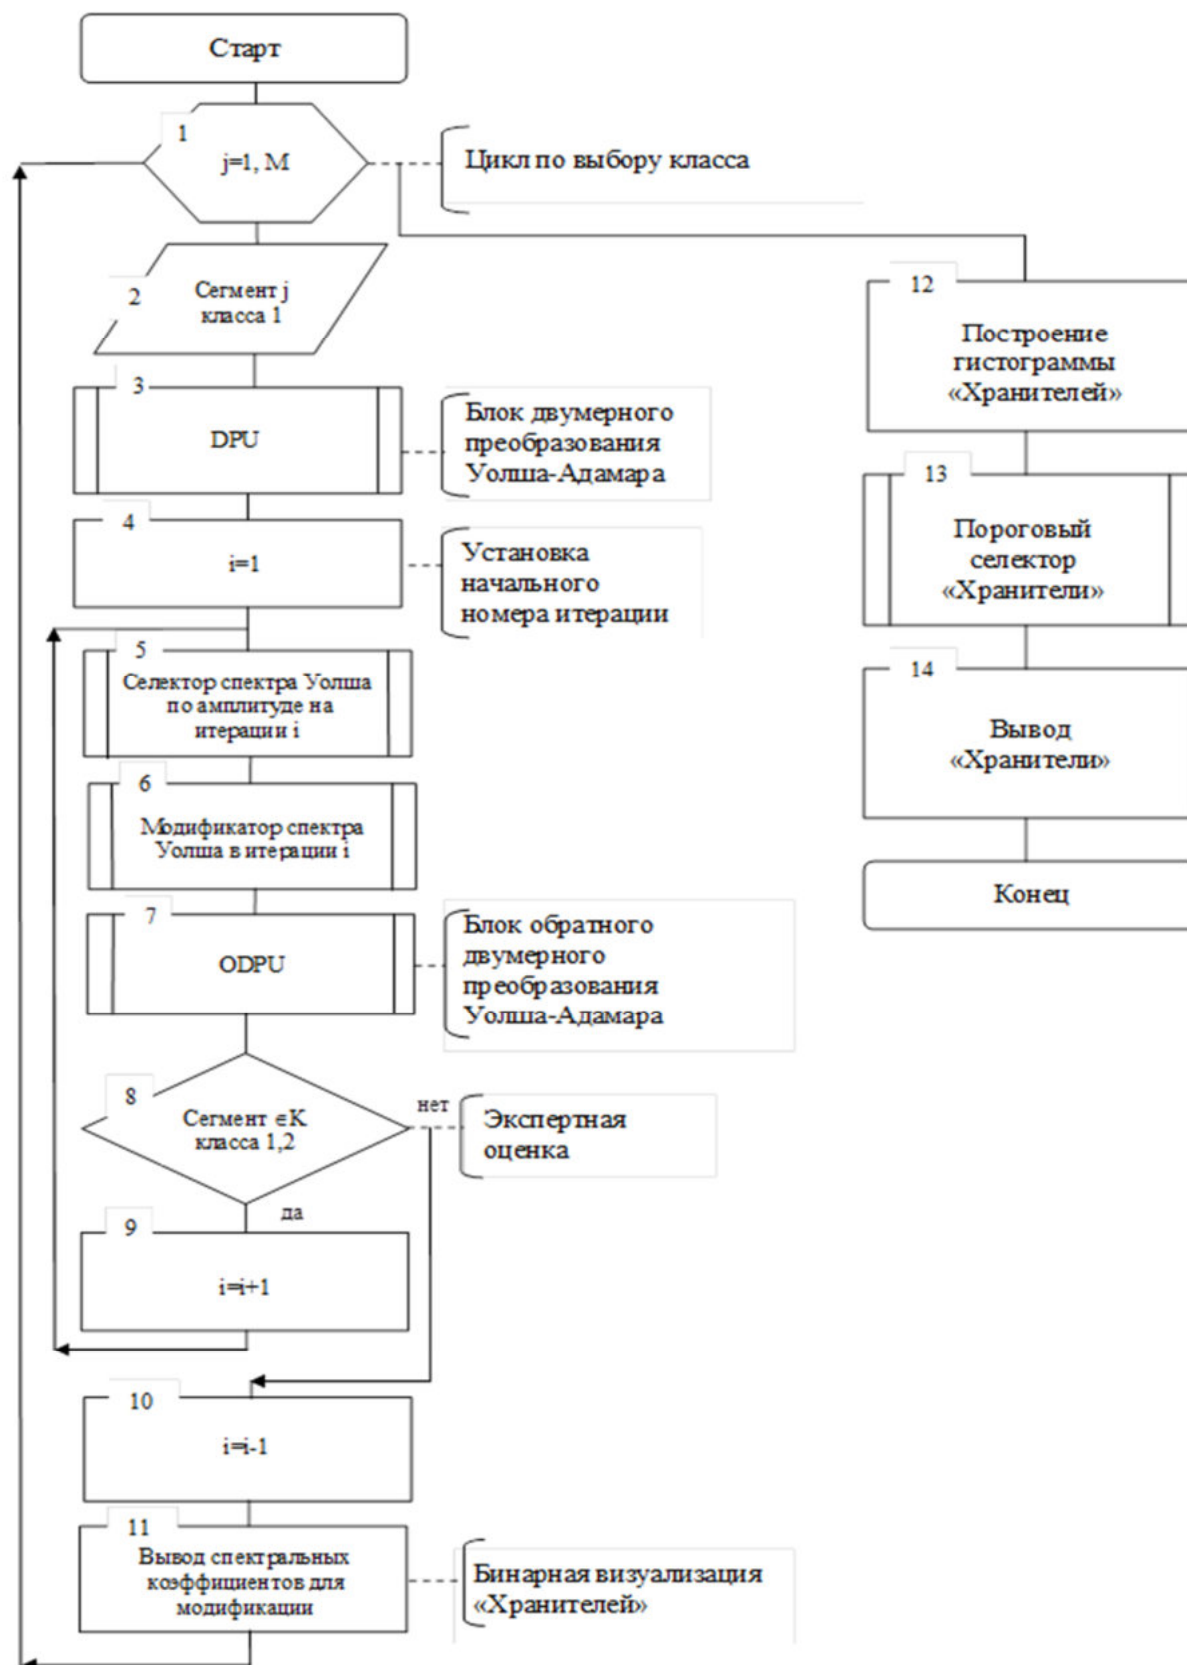 Старт
1
j=1, M
Цикл по выбору класса
2
Сегмент j
класса 1
3
DPU
Блок двумерного
преобразования
Уолша-Адамара
4
i=1
Установка
начального
номера итерации
5
Селектор спектра Уолша
по амплитуде на
итерации i
6
Модификатор спектра
Уолша в итерации i
7
ODPU
Блок обратного
двумерного
преобразования
Уолша-Адамара
8
Сегмент ∈K
класса 1,2
нет
Экспертная
оценка
да
9
i=i+1
10
i=i-1
11
Вывод спектральных
коэффициентов для
модификации
Бинарная визуализация
«Хранителей»
12
Построение
гистограммы
«Хранителей»
13
Пороговый
селектор
«Хранители»
14
Вывод
«Хранители»
Конец